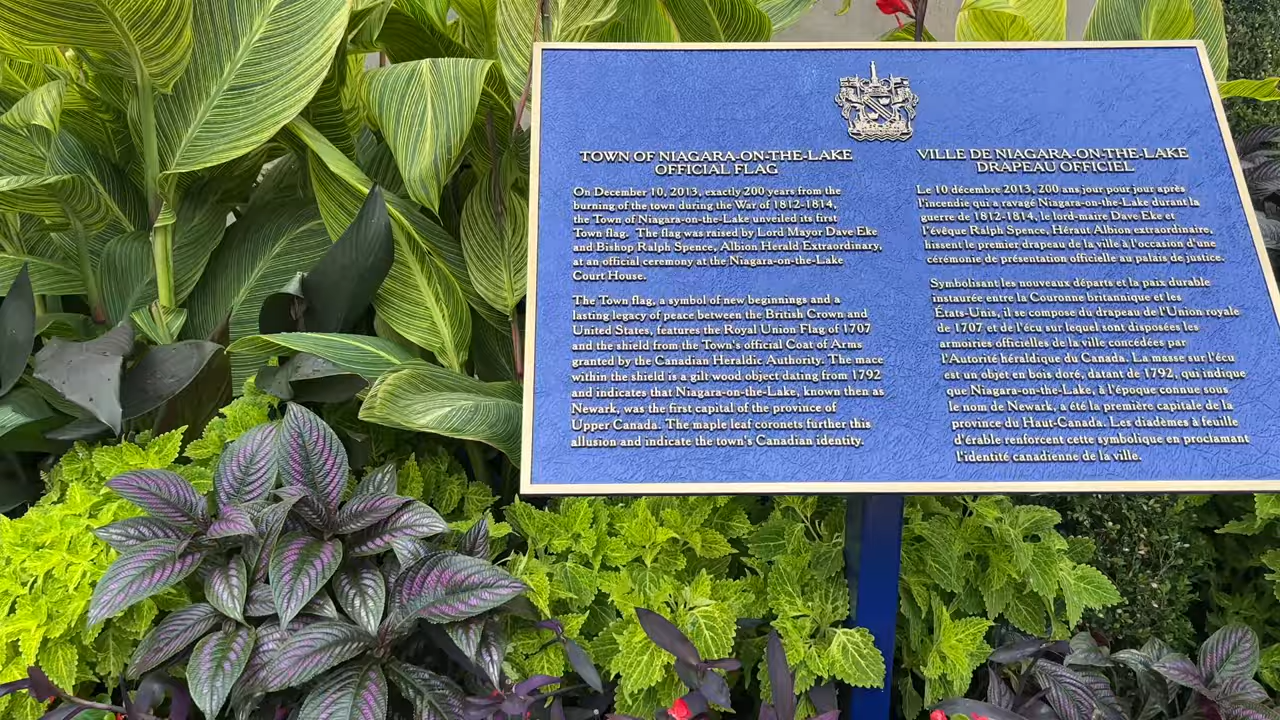 TOWN OF NIAGARA-ON-THE-LAKE
OFFICIAL FLAG
On December 10, 2013, exactly 200 years from the
burning of the town during the War of 1812-1814,
the Town of Niagara-on-the-Lake unveiled its first
Town flag. The flag was raised by Lord Mayor Dave Eke
and Bishop Ralph Spence, Albion Herald Extraordinary,
at an official ceremony at the Niagara-on-the-Lake
Court House.
The Town flag, a symbol of new beginnings and a
lasting legacy of peace between the British Crown and
United States, features the Royal Union Flag of 1707
and the shield from the Town's official Coat of Arms
granted by the Canadian Heraldic Authority. The mace
within the shield is a gilt wood object dating from 1792
and indicates that Niagara-on-the-Lake, known then as
Newark, was the first capital of the province of
Upper Canada. The maple leaf coronets further this
allusion and indicate the town's Canadian identity.
VILLE DE NIAGARA-ON-THE-LAKE
DRAPEAU OFFICIEL
Le 10 décembre 2013, 200 ans jour pour jour après
l'incendie qui a ravagé Niagara-on-the-Lake durant la
guerre de 1812-1814, le lord-maire Dave Eke et
l'évêque Ralph Spence, Héraut Albion extraordinaire,
hissent le premier drapeau de la ville à l'occasion d'une
cérémonie de présentation officielle au palais de justice.
Symbolisant les nouveaux départs et la paix durable
instaurée entre la Couronne britannique et les
États-Unis, il se compose du drapeau de l'Union royale
de 1707 et de l'écu sur lequel sont disposées les
armoiries officielles de la ville concédées par
l'Autorité héraldique du Canada. La masse sur l'écu
est un objet en bois doré, datant de 1792, qui indique
que Niagara-on-the-Lake, à l'époque connue sous
le nom de Newark, a été la première capitale de la
province du Haut-Canada. Les diadèmes à feuille
d'érable renforcent cette symbolique en proclamant
l'identité canadienne de la ville.